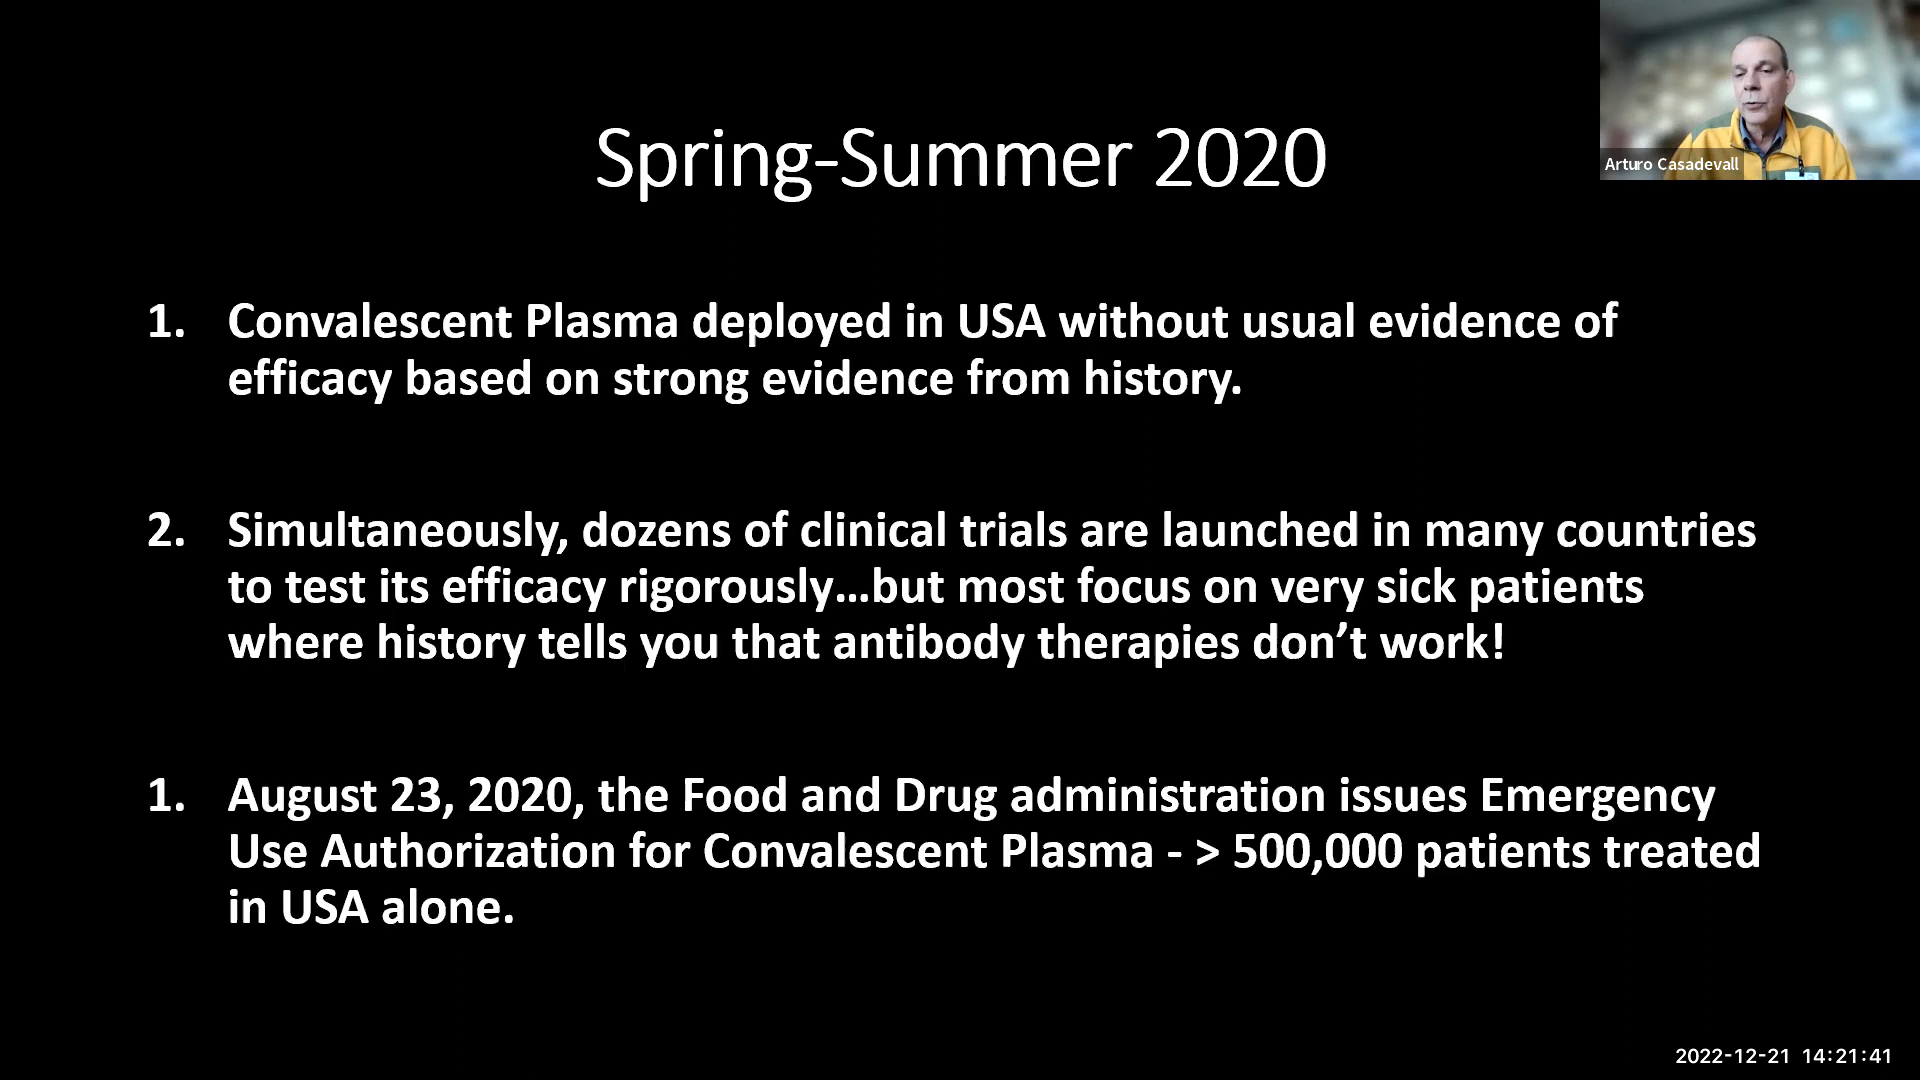 Arturo Casadevall
Spring-Summer 2020
1. Convalescent Plasma deployed in USA without usual evidence of
efficacy based on strong evidence from history.
2. Simultaneously, dozens of clinical trials are launched in many countries
to test its efficacy rigorously…but most focus on very sick patients
where history tells you that antibody therapies don’t work!
1. August 23, 2020, the Food and Drug administration issues Emergency
Use Authorization for Convalescent Plasma - > 500,000 patients treated
in USA alone.
2022-12-21 14:21:41